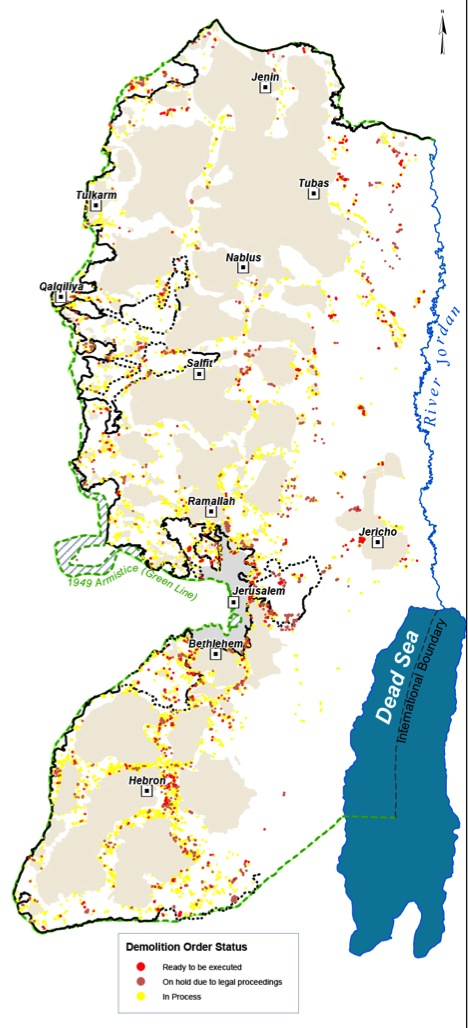 N
Jenin
Tubas
Tulkarm
Nablus
Qalqiliya
River Jordan
Salfit
Ramallah
Jericho
1949 Armistice (Green Line)
Jerusalem
Bethlehem
Dead Sea
International Boundary
Hebron
Demolition Order Status
Ready to be executed
On hold due to legal proceedings
In Process